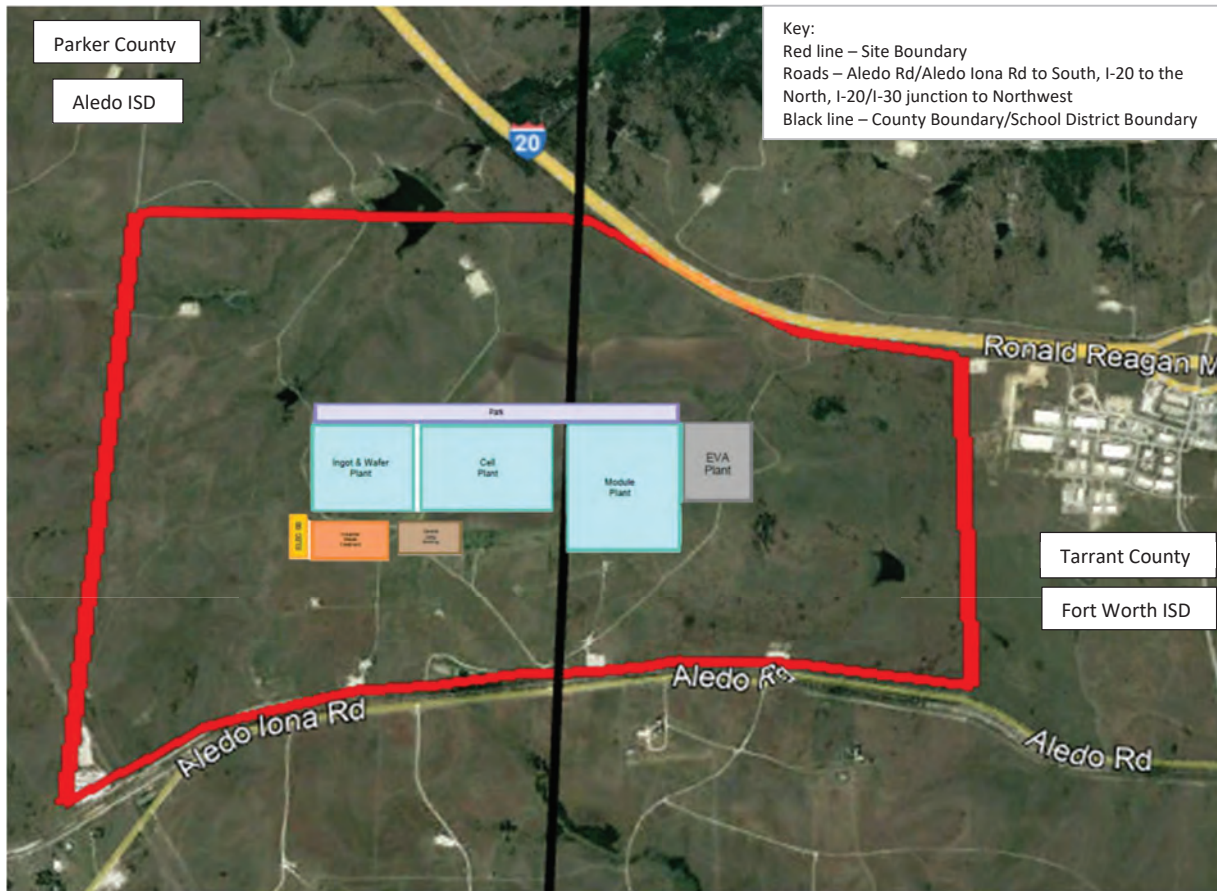 Parker County
Aledo ISD
Key:
Red line – Site Boundary
Roads – Aledo Rd/Aledo Iona Rd to South, I-20 to the
North, I-20/I-30 junction to Northwest
Black line – County Boundary/School District Boundary
20
Ronald Reagan M
Park
Ingot & Wafer
Plant
Cell
Plant
Module
Plant
EVA
Plant
Tarrant County
Fort Worth ISD
Aledo Iona Rd
Aledo Rd
Aledo Rd